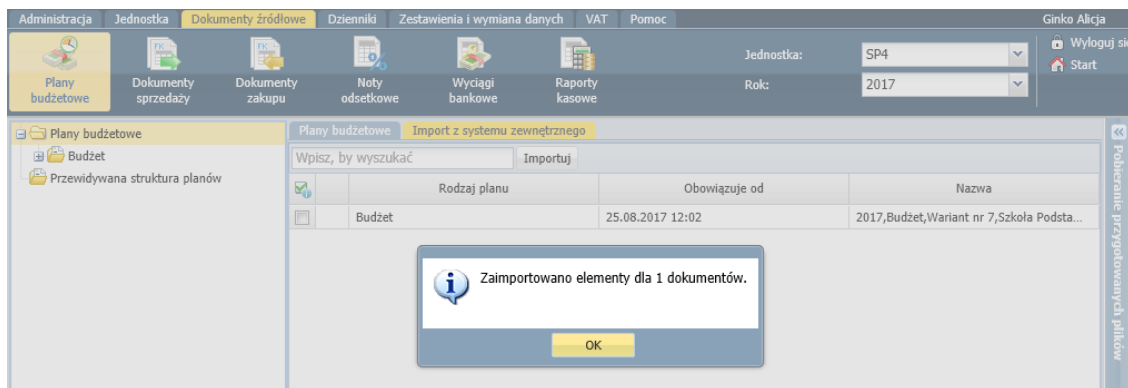 Administracja Jednostka Dokumenty źródłowe Dzienniki Zestawienia i wymiana danych VAT Pomoc Ginko Alicja
Plany budżetowe
Dokumenty sprzedaży
Dokumenty zakupu
Noty odsetkowe
Wyciągi bankowe
Raporty kasowe
Jednostka: SP4
Rok: 2017
Wyloguj się
Start
Plany budżetowe
Budżet
Przewidywana struktura planów
Plany budżetowe Import z systemu zewnętrznego
Wpisz, by wyszukać Importuj
Rodzaj planu Obowiązuje od Nazwa
Budżet 25.08.2017 12:02 2017,Budżet,Wariant nr 7,Szkoła Podsta...
Zaimportowano elementy dla 1 dokumentów.
OK
Pobieranie przygotowanych plików